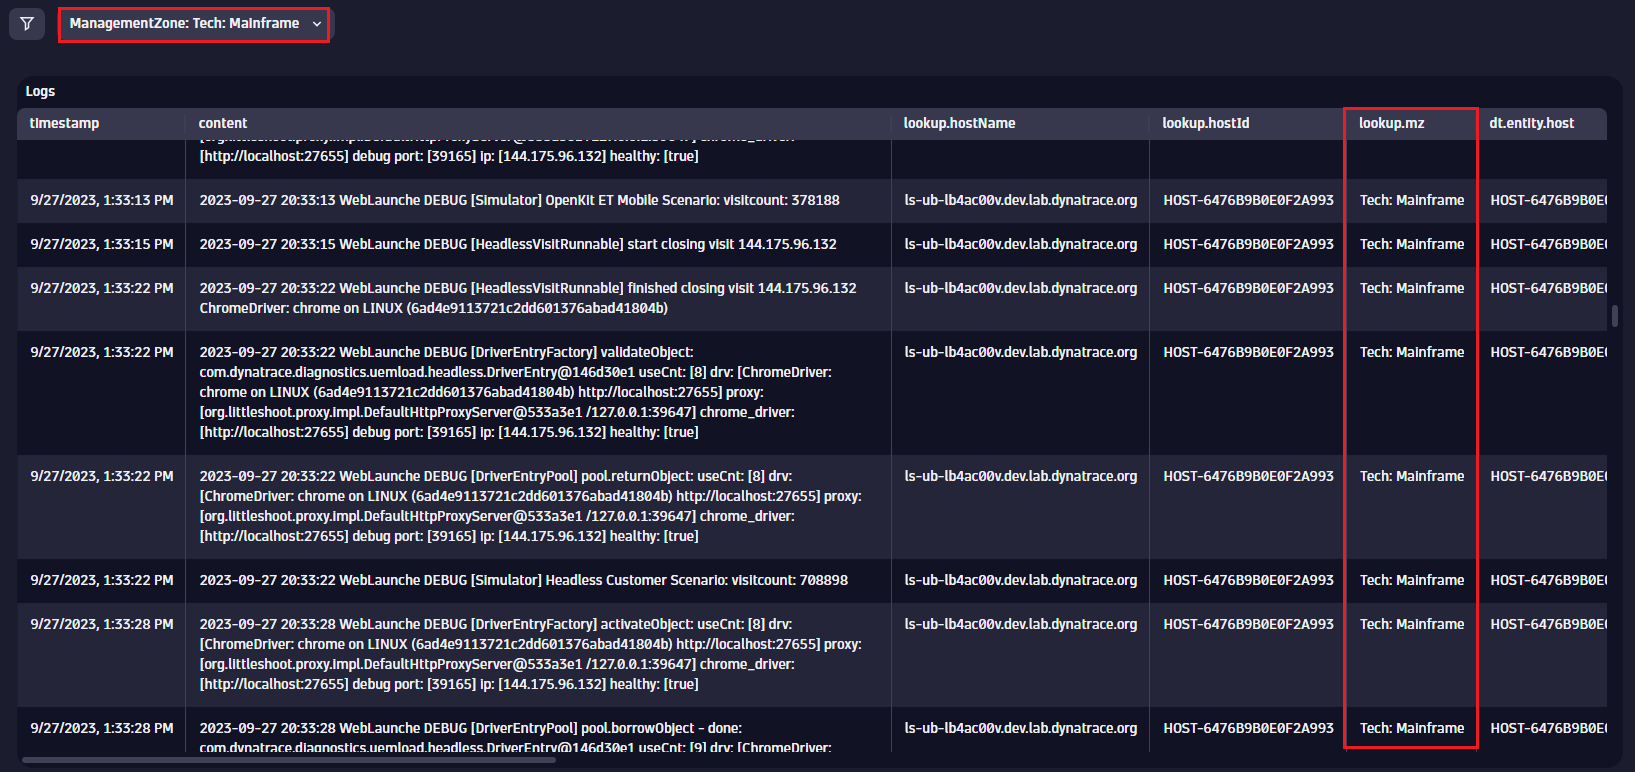 ManagementZone: Tech: Mainframe
Logs
timestamp content lookup.hostName lookup.hostId lookup.mz dt.entity.host
[http://localhost:27655] debug port: [39165] ip: [144.175.96.132] healthy: [true]
9/27/2023, 1:33:13 PM 2023-09-27 20:33:13 WebLaunche DEBUG [Simulator] OpenKit ET Mobile Scenario: visitcount: 378188 ls-ub-lb4ac00v.dev.lab.dynatrace.org HOST-6476B9B0E0F2A993 Tech: Mainframe HOST-6476B9B0E0
9/27/2023, 1:33:15 PM 2023-09-27 20:33:15 WebLaunche DEBUG [HeadlessVisitRunnable] start closing visit 144.175.96.132 ls-ub-lb4ac00v.dev.lab.dynatrace.org HOST-6476B9B0E0F2A993 Tech: Mainframe HOST-6476B9B0E0
9/27/2023, 1:33:22 PM 2023-09-27 20:33:22 WebLaunche DEBUG [HeadlessVisitRunnable] finished closing visit 144.175.96.132 ls-ub-lb4ac00v.dev.lab.dynatrace.org HOST-6476B9B0E0F2A993 Tech: Mainframe HOST-6476B9B0E0
ChromeDriver: chrome on LINUX (6ad4e9113721c2dd601376abad41804b)
9/27/2023, 1:33:22 PM 2023-09-27 20:33:22 WebLaunche DEBUG [DriverEntryFactory] validateObject: ls-ub-lb4ac00v.dev.lab.dynatrace.org HOST-6476B9B0E0F2A993 Tech: Mainframe HOST-6476B9B0E0
com.dynatrace.diagnostics.uemload.headless.DriverEntry@146d30e1 useCnt: [8] drv: [ChromeDriver:
chrome on LINUX (6ad4e9113721c2dd601376abad41804b) http://localhost:27655] proxy:
[org.littleshoot.proxy.impl.DefaultHttpProxyServer@533a3e1 /127.0.0.1:39647] chrome_driver:
[http://localhost:27655] debug port: [39165] ip: [144.175.96.132] healthy: [true]
9/27/2023, 1:33:22 PM 2023-09-27 20:33:22 WebLaunche DEBUG [DriverEntryPool] pool.returnObject: useCnt: [8] drv: ls-ub-lb4ac00v.dev.lab.dynatrace.org HOST-6476B9B0E0F2A993 Tech: Mainframe HOST-6476B9B0E0
[ChromeDriver: chrome on LINUX (6ad4e9113721c2dd601376abad41804b) http://localhost:27655] proxy:
[org.littleshoot.proxy.impl.DefaultHttpProxyServer@533a3e1 /127.0.0.1:39647] chrome_driver:
[http://localhost:27655] debug port: [39165] ip: [144.175.96.132] healthy: [true]
9/27/2023, 1:33:22 PM 2023-09-27 20:33:22 WebLaunche DEBUG [Simulator] Headless Customer Scenario: visitcount: 708898 ls-ub-lb4ac00v.dev.lab.dynatrace.org HOST-6476B9B0E0F2A993 Tech: Mainframe HOST-6476B9B0E0
9/27/2023, 1:33:28 PM 2023-09-27 20:33:28 WebLaunche DEBUG [DriverEntryFactory] activateObject: useCnt: [8] drv: ls-ub-lb4ac00v.dev.lab.dynatrace.org HOST-6476B9B0E0F2A993 Tech: Mainframe HOST-6476B9B0E0
[ChromeDriver: chrome on LINUX (6ad4e9113721c2dd601376abad41804b) http://localhost:27655] proxy:
[org.littleshoot.proxy.impl.DefaultHttpProxyServer@533a3e1 /127.0.0.1:39647] chrome_driver:
[http://localhost:27655] debug port: [39165] ip: [144.175.96.132] healthy: [true]
9/27/2023, 1:33:28 PM 2023-09-27 20:33:28 WebLaunche DEBUG [DriverEntryPool] pool.borrowObject - done: ls-ub-lb4ac00v.dev.lab.dynatrace.org HOST-6476B9B0E0F2A993 Tech: Mainframe HOST-6476B9B0E0
com.dynatrace.diagnostics.uemload.headless.DriverEntry@146d30e1 useCnt: [9] drv: [ChromeDriver: